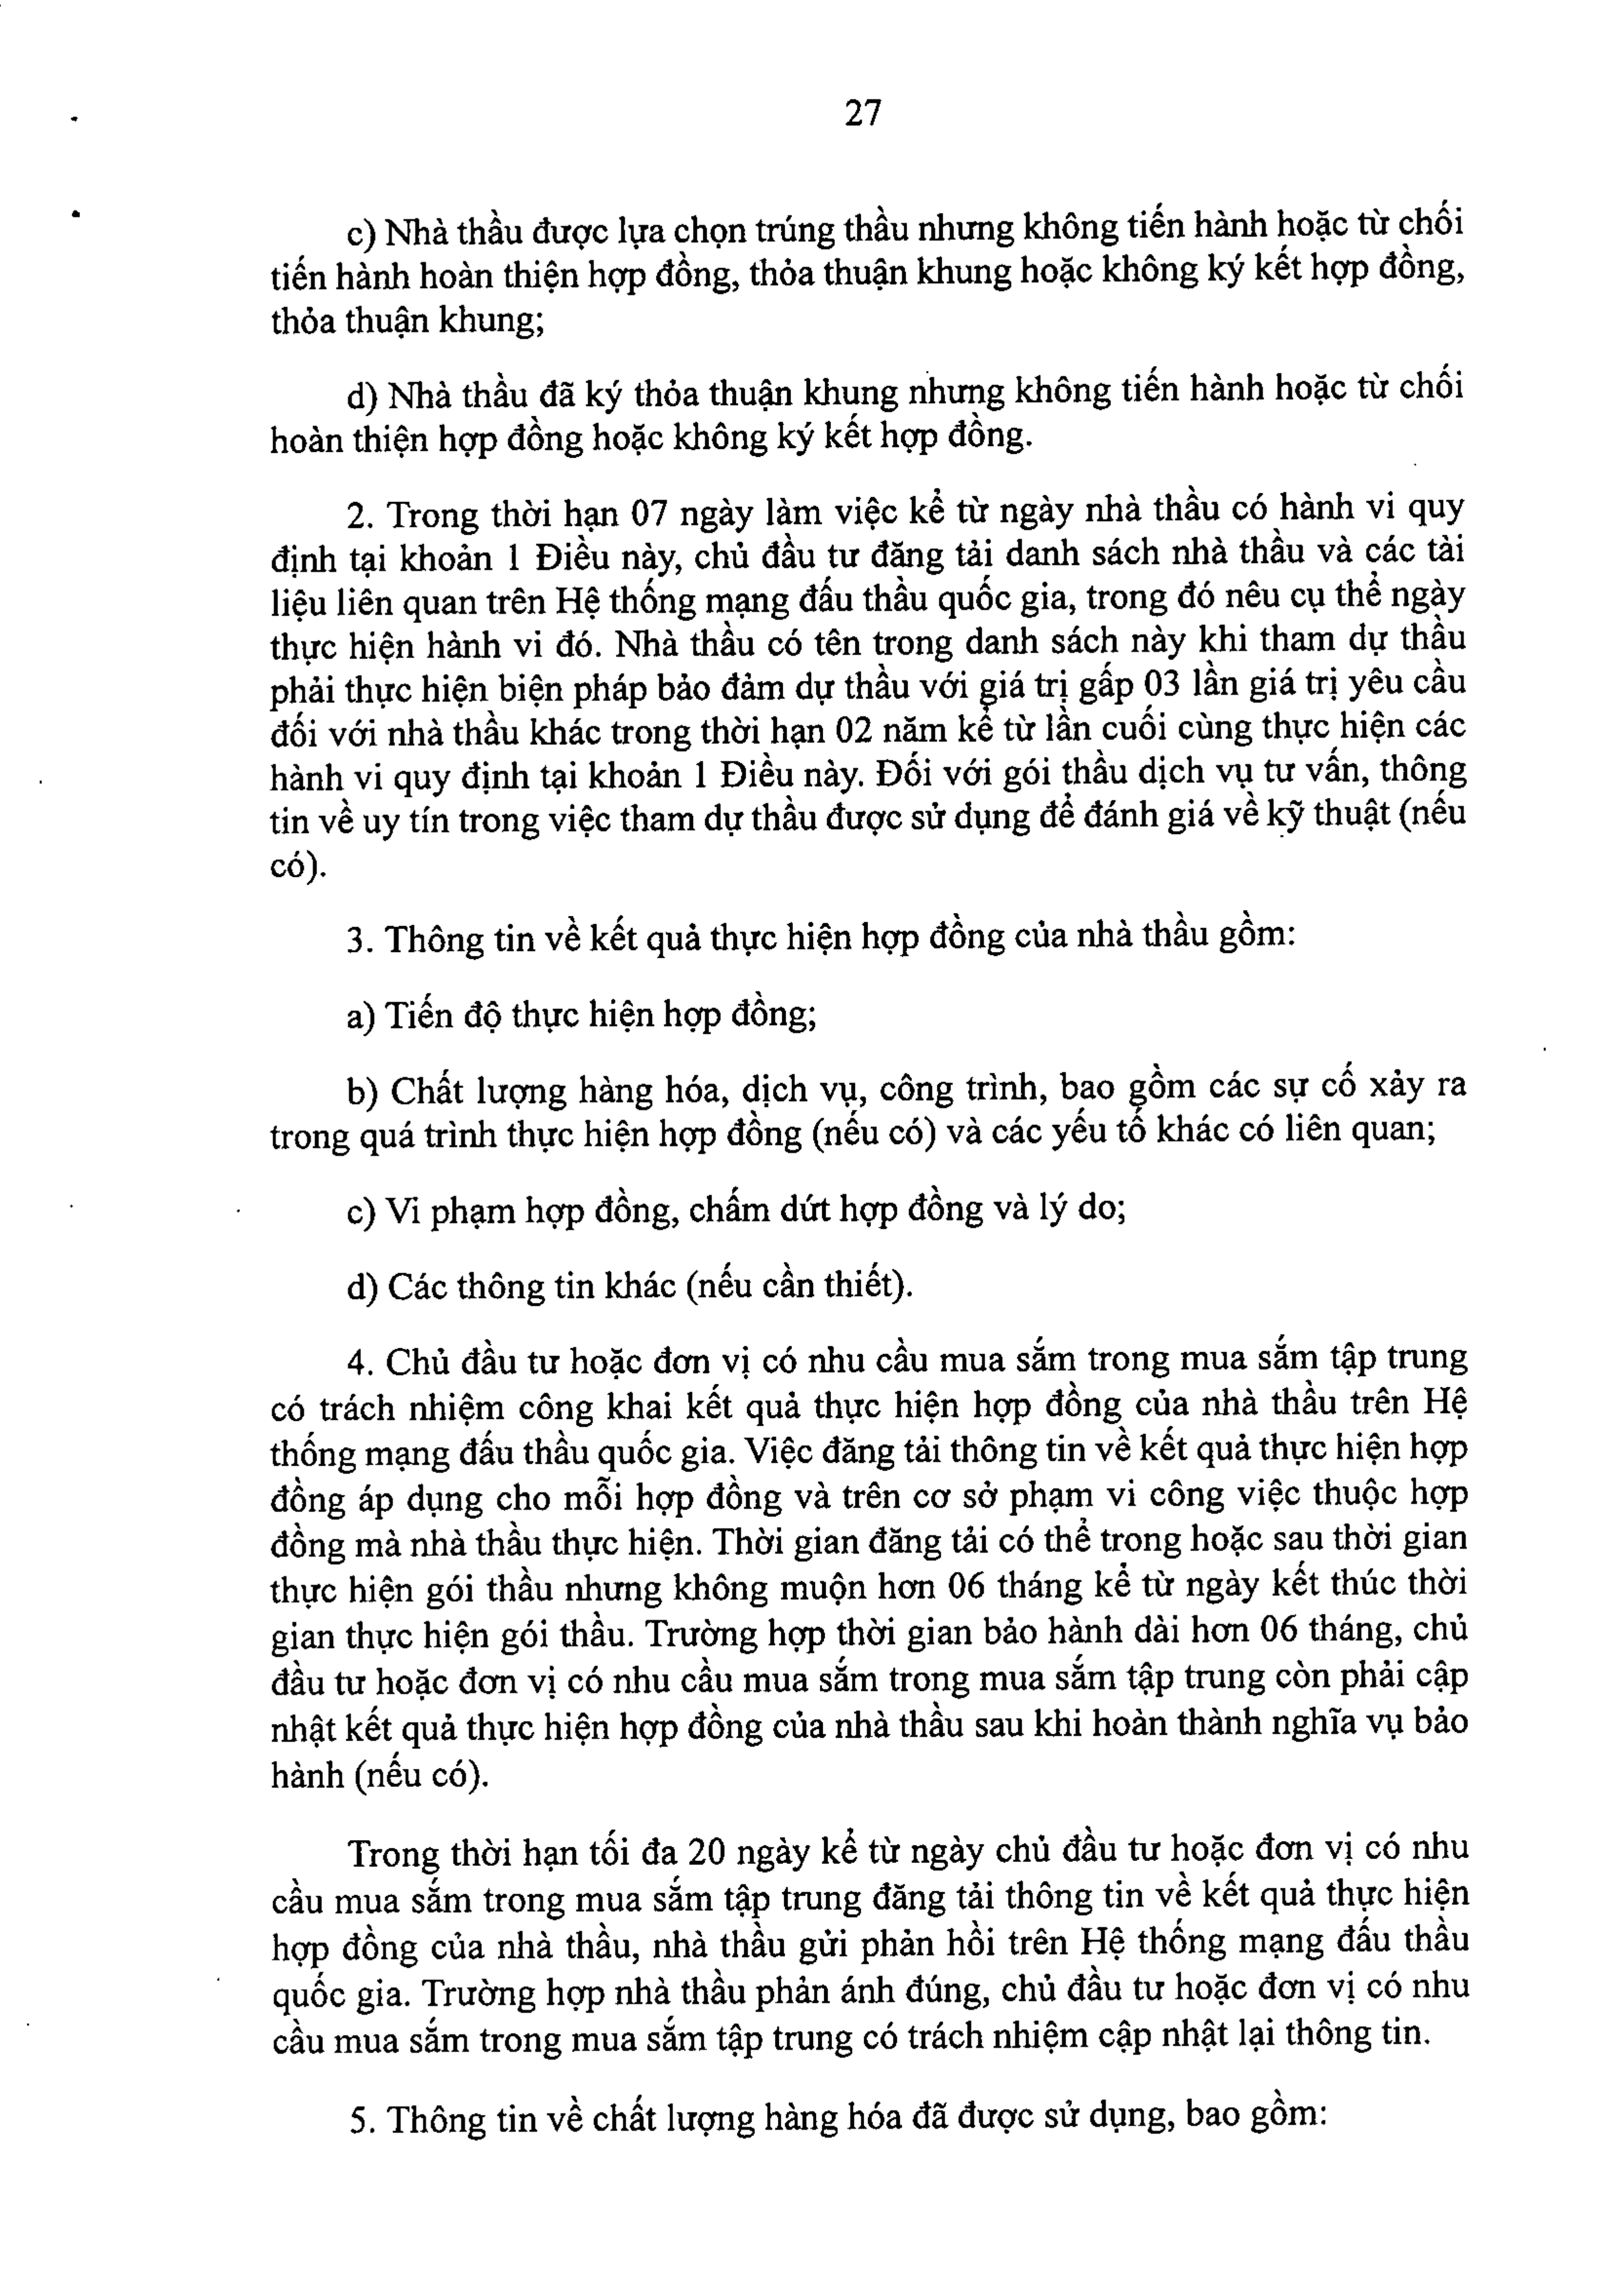 27
c) Nhà thầu được lựa chọn trúng thầu nhưng không tiến hành hoặc từ chối
tiến hành hoàn thiện hợp đồng, thỏa thuận khung hoặc không ký kết hợp đồng,
thỏa thuận khung;
d) Nhà thầu đã ký thỏa thuận khung nhưng không tiến hành hoặc từ chối
hoàn thiện hợp đồng hoặc không ký kết hợp đồng.
2. Trong thời hạn 07 ngày làm việc kể từ ngày nhà thầu có hành vi quy
định tại khoản 1 Điều này, chủ đầu tư đăng tải danh sách nhà thầu và các tài
liệu liên quan trên Hệ thống mạng đấu thầu quốc gia, trong đó nêu cụ thể ngày
thực hiện hành vi đó. Nhà thầu có tên trong danh sách này khi tham dự thầu
phải thực hiện biện pháp bảo đảm dự thầu với giá trị gấp 03 lần giá trị yêu cầu
đối với nhà thầu khác trong thời hạn 02 năm kể từ lần cuối cùng thực hiện các
hành vi quy định tại khoản 1 Điều này. Đối với gói thầu dịch vụ tư vấn, thông
tin về uy tín trong việc tham dự thầu được sử dụng để đánh giá về kỹ thuật (nếu
có).
3. Thông tin về kết quả thực hiện hợp đồng của nhà thầu gồm:
a) Tiến độ thực hiện hợp đồng;
b) Chất lượng hàng hóa, dịch vụ, công trình, bao gồm các sự cố xảy ra
trong quá trình thực hiện hợp đồng (nếu có) và các yếu tố khác có liên quan;
c) Vi phạm hợp đồng, chấm dứt hợp đồng và lý do;
d) Các thông tin khác (nếu cần thiết).
4. Chủ đầu tư hoặc đơn vị có nhu cầu mua sắm trong mua sắm tập trung
có trách nhiệm công khai kết quả thực hiện hợp đồng của nhà thầu trên Hệ
thống mạng đấu thầu quốc gia. Việc đăng tải thông tin về kết quả thực hiện hợp
đồng áp dụng cho mỗi hợp đồng và trên cơ sở phạm vi công việc thuộc hợp
đồng mà nhà thầu thực hiện. Thời gian đăng tải có thể trong hoặc sau thời gian
thực hiện gói thầu nhưng không muộn hơn 06 tháng kể từ ngày kết thúc thời
gian thực hiện gói thầu. Trường hợp thời gian bảo hành dài hơn 06 tháng, chủ
đầu tư hoặc đơn vị có nhu cầu mua sắm trong mua sắm tập trung còn phải cập
nhật kết quả thực hiện hợp đồng của nhà thầu sau khi hoàn thành nghĩa vụ bảo
hành (nếu có).
Trong thời hạn tối đa 20 ngày kể từ ngày chủ đầu tư hoặc đơn vị có nhu
cầu mua sắm trong mua sắm tập trung đăng tải thông tin về kết quả thực hiện
hợp đồng của nhà thầu, nhà thầu gửi phản hồi trên Hệ thống mạng đấu thầu
quốc gia. Trường hợp nhà thầu phản ánh đúng, chủ đầu tư hoặc đơn vị có nhu
cầu mua sắm trong mua sắm tập trung có trách nhiệm cập nhật lại thông tin.
5. Thông tin về chất lượng hàng hóa đã được sử dụng, bao gồm: